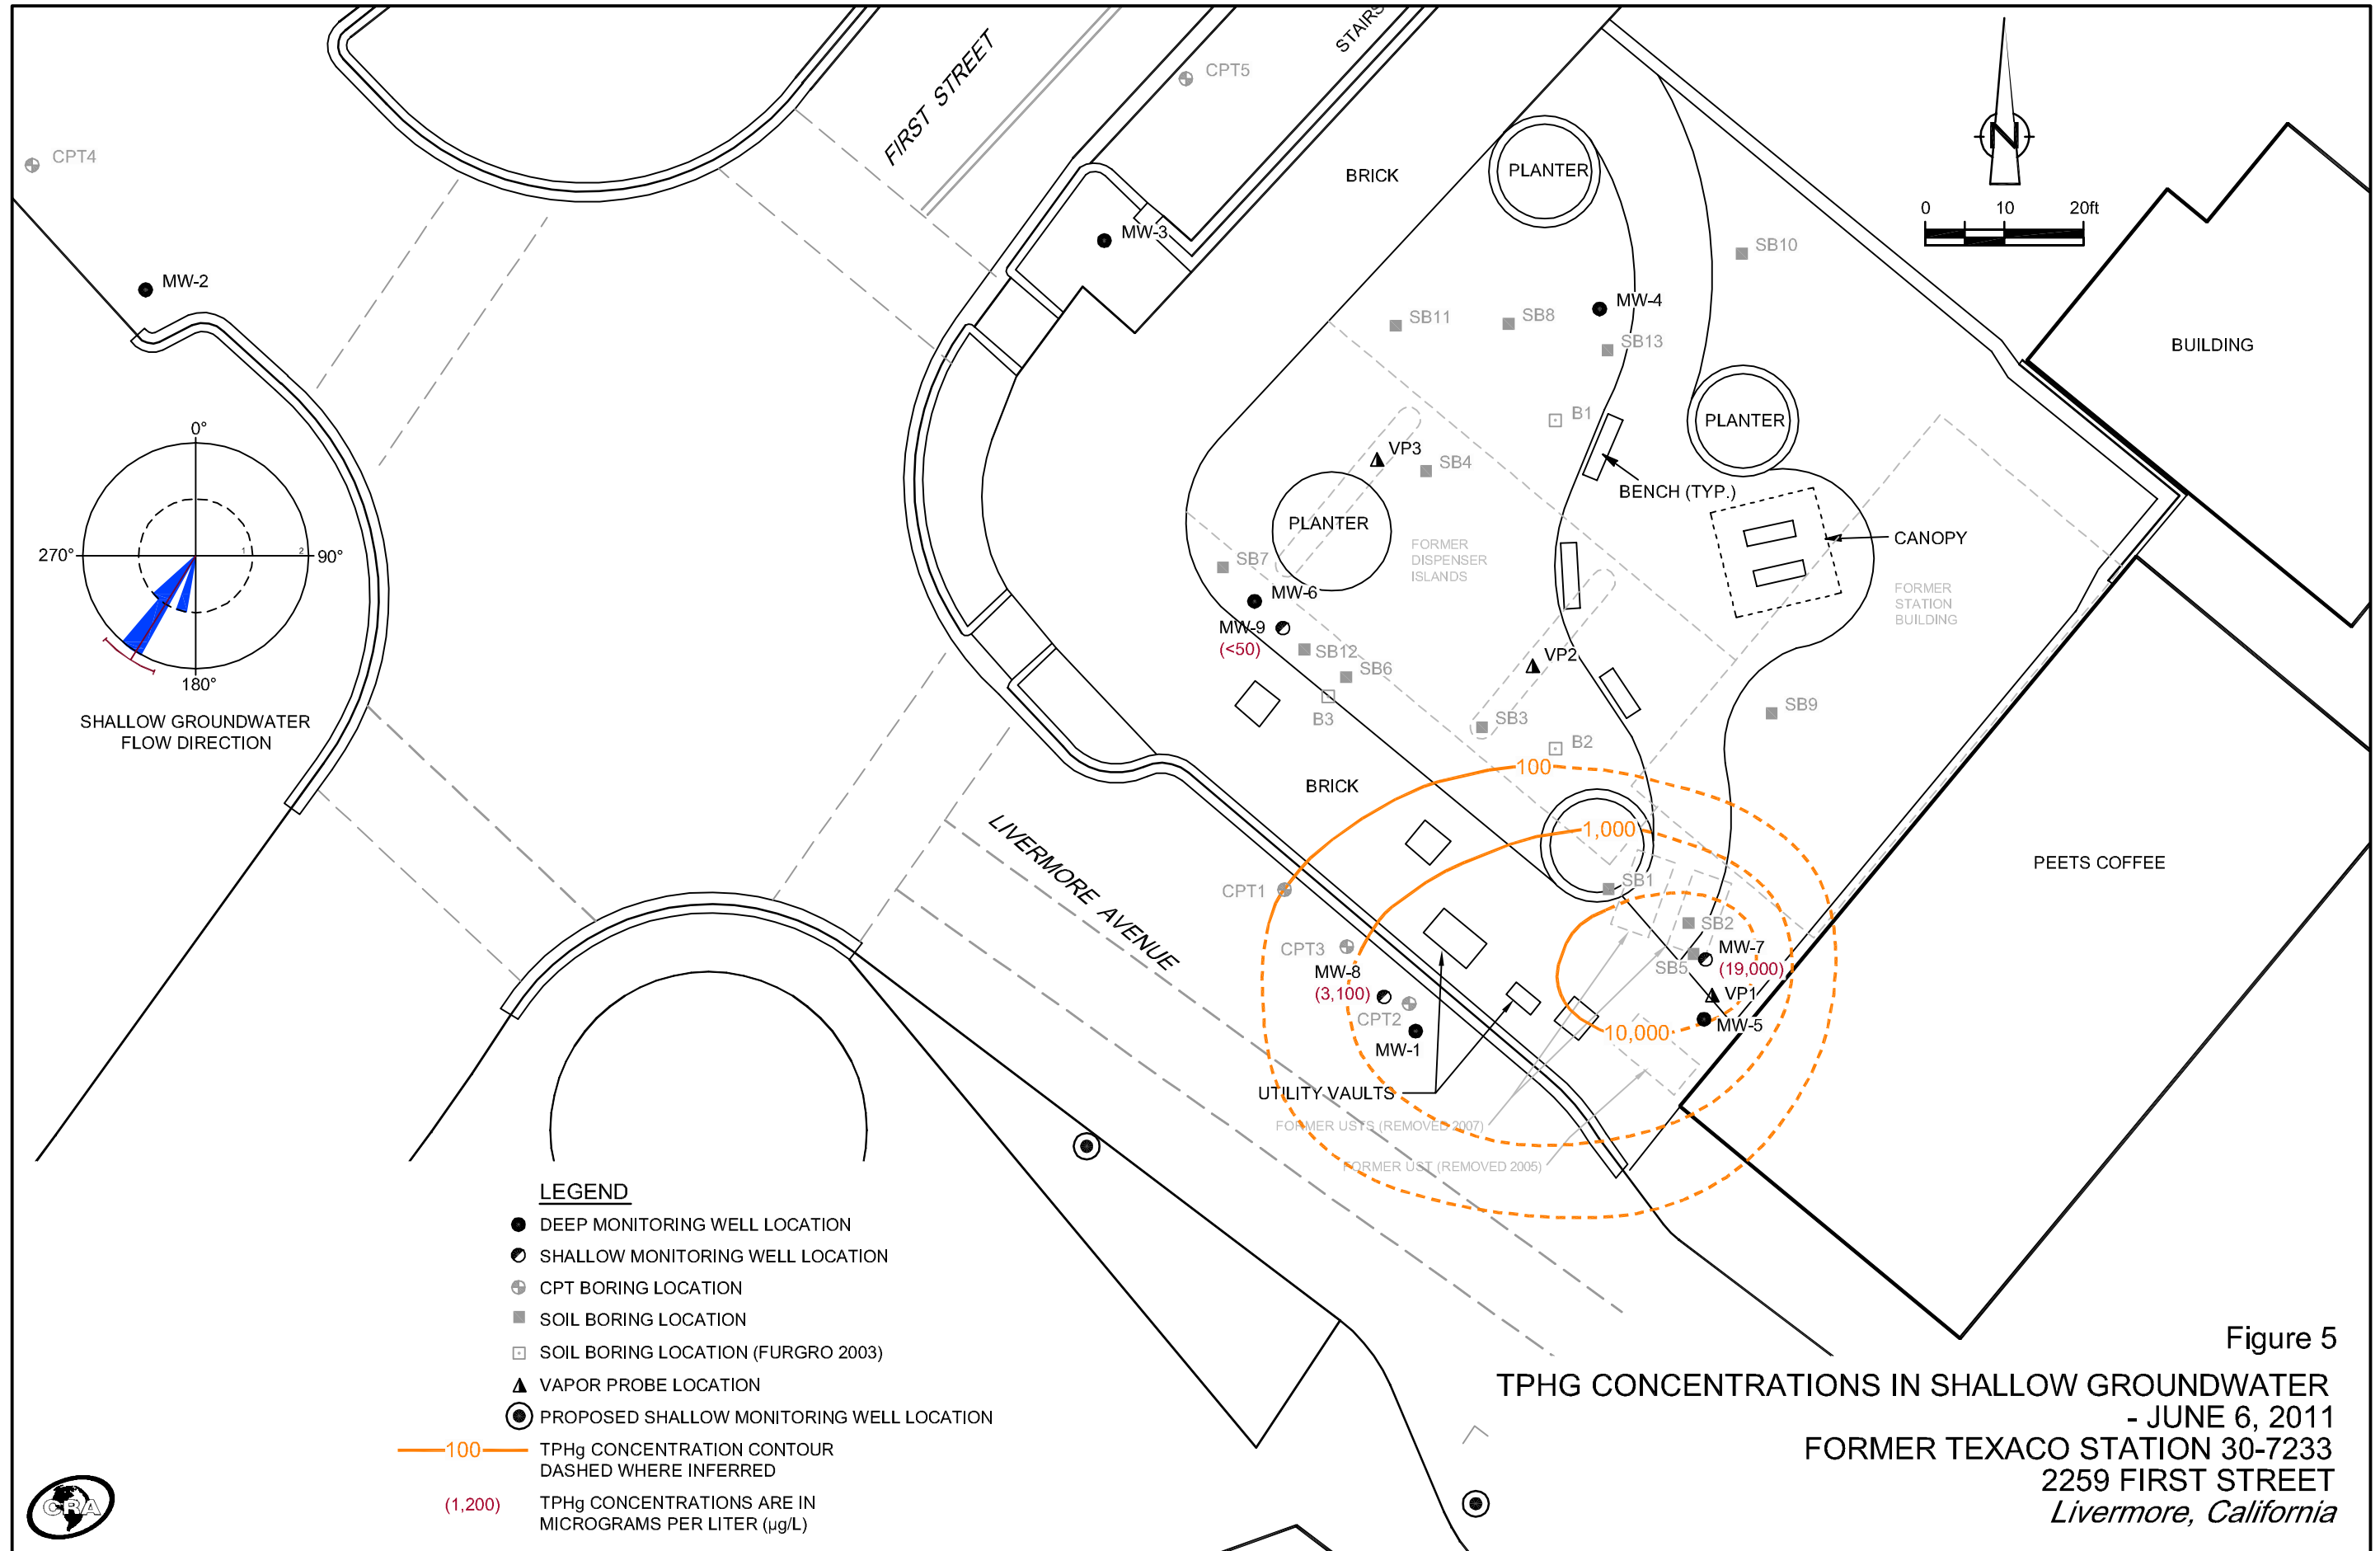 STAIRS
FIRST STREET
CPT5
CPT4
MW-3
MW-2
BRICK
PLANTER
N
0 10 20ft
SB10
BUILDING
MW-4
SB11
SB8
SB13
B1
PLANTER
VP3
SB4
BENCH (TYP.)
PLANTER
CANOPY
FORMER
DISPENSER
ISLANDS
SB7
MW-6
MW-9
(<50)
SB12
SB6
B3
VP2
FORMER
STATION
BUILDING
SB3
B2
SB9
0°
270°
90°
1
2
180°
SHALLOW GROUNDWATER
FLOW DIRECTION
BRICK
100
1,000
LIVERMORE AVENUE
PEETS COFFEE
CPT1
SB1
SB2
CPT3
MW-7
(19,000)
SB5
MW-8
(3,100)
VP1
CPT2
MW-5
10,000
MW-1
UTILITY VAULTS
FORMER USTS (REMOVED 2007)
FORMER UST (REMOVED 2005)
LEGEND
DEEP MONITORING WELL LOCATION
SHALLOW MONITORING WELL LOCATION
CPT BORING LOCATION
SOIL BORING LOCATION
SOIL BORING LOCATION (FURGRO 2003)
VAPOR PROBE LOCATION
PROPOSED SHALLOW MONITORING WELL LOCATION
100 TPHg CONCENTRATION CONTOUR
DASHED WHERE INFERRED
(1,200) TPHg CONCENTRATIONS ARE IN
MICROGRAMS PER LITER (µg/L)
CRA
Figure 5
TPHG CONCENTRATIONS IN SHALLOW GROUNDWATER
- JUNE 6, 2011
FORMER TEXACO STATION 30-7233
2259 FIRST STREET
Livermore, California